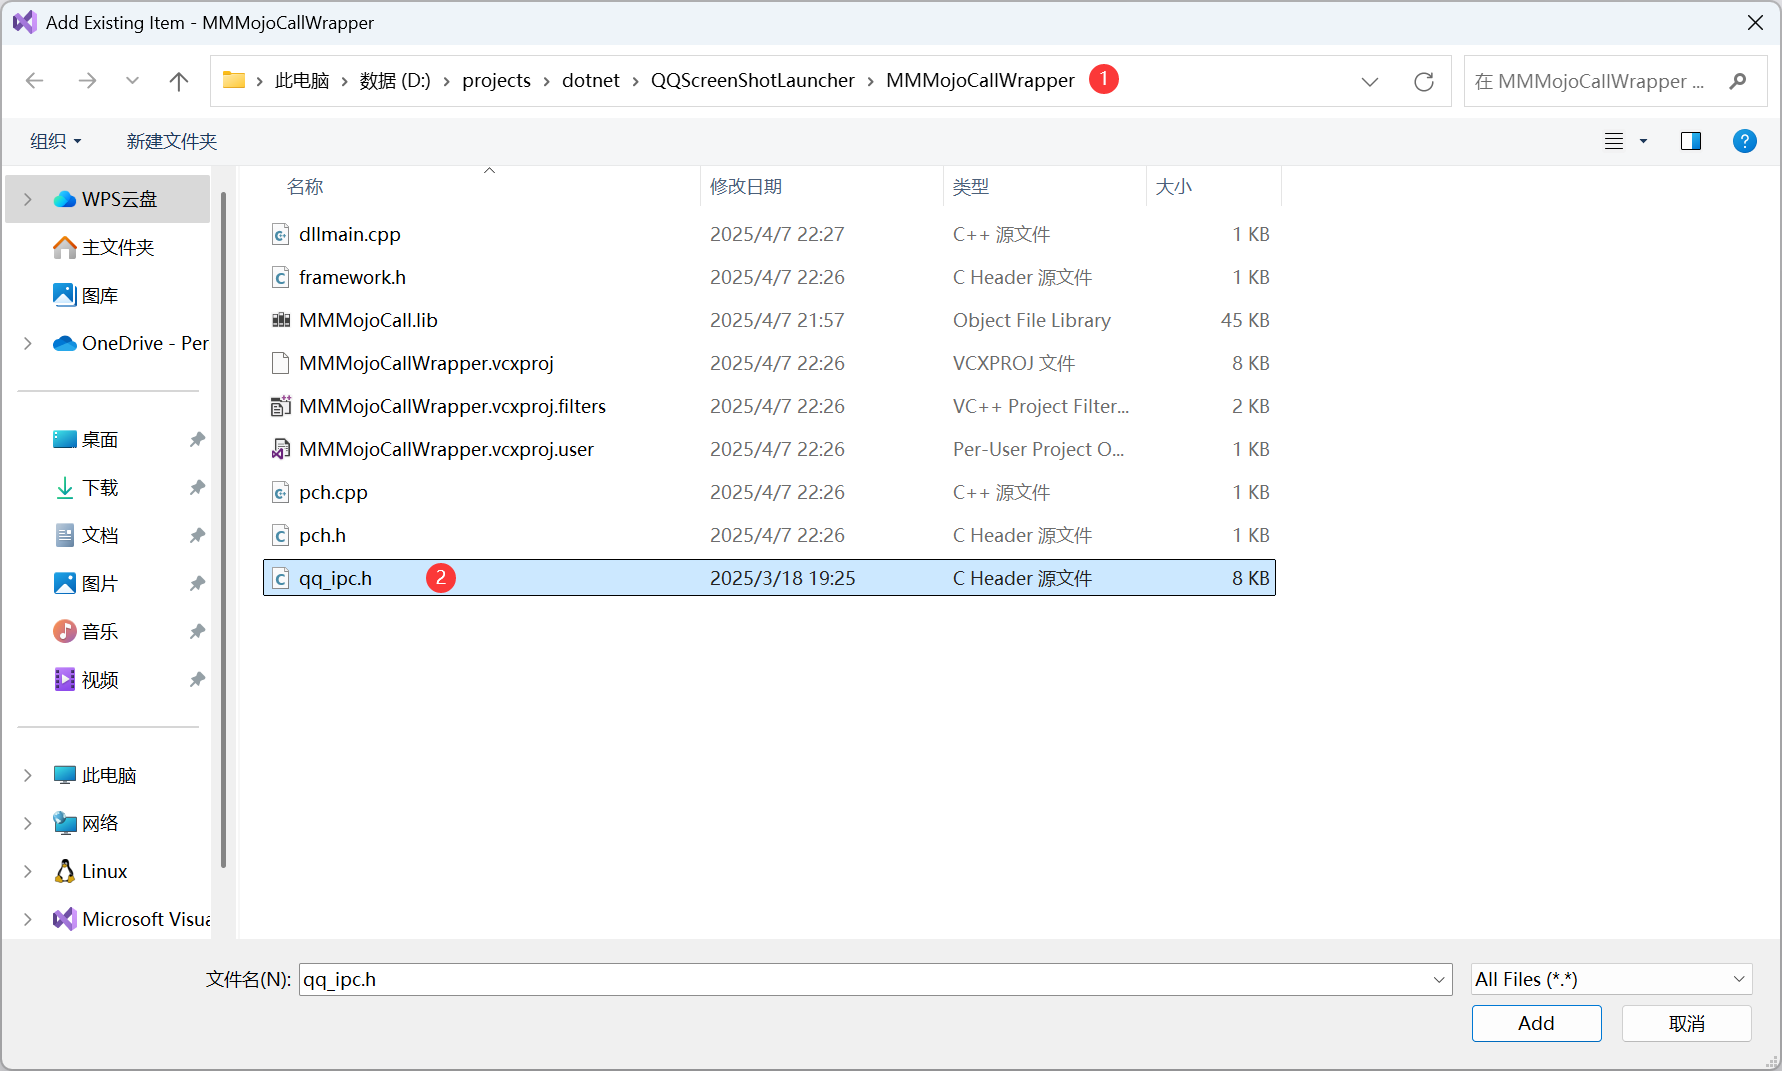 Add Existing Item - MMMojoCallWrapper
此电脑 › 数据 (D:) › projects › dotnet › QQScreenShotLauncher › MMMojoCallWrapper 1
在 MMMojoCallWrapper ...
组织 新建文件夹
名称 修改日期 类型 大小
dllmain.cpp 2025/4/7 22:27 C++ 源文件 1 KB
framework.h 2025/4/7 22:26 C Header 源文件 1 KB
MMMojoCall.lib 2025/4/7 21:57 Object File Library 45 KB
MMMojoCallWrapper.vcxproj 2025/4/7 22:26 VCXPROJ 文件 8 KB
MMMojoCallWrapper.vcxproj.filters 2025/4/7 22:26 VC++ Project Filter... 2 KB
MMMojoCallWrapper.vcxproj.user 2025/4/7 22:26 Per-User Project O... 1 KB
pch.cpp 2025/4/7 22:26 C++ 源文件 1 KB
pch.h 2025/4/7 22:26 C Header 源文件 1 KB
qq_ipc.h 2 2025/3/18 19:25 C Header 源文件 8 KB
WPS云盘
主文件夹
图库
OneDrive - Per
桌面
下载
文档
图片
音乐
视频
此电脑
网络
Linux
Microsoft Visua
文件名(N): qq_ipc.h
All Files (*.*)
Add 取消